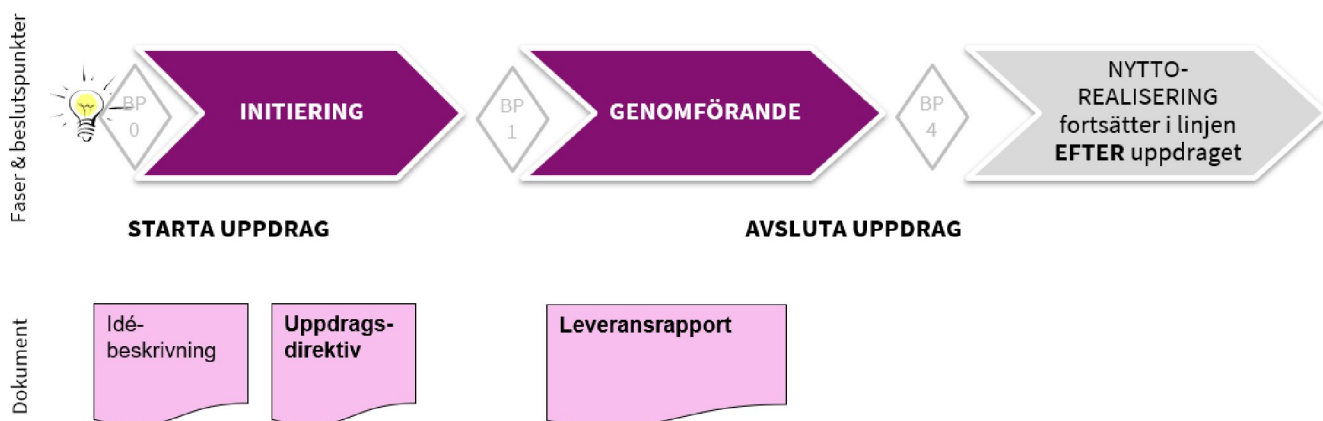 Faser & beslutspunkter
BP
0
INITIERING
BP
1
GENOMFÖRANDE
BP
4
NYTTO-
REALISERING
fortsätter i linjen
EFTER uppdraget
STARTA UPPDRAG
AVSLUTA UPPDRAG
Dokument
Idé-
beskrivning
Uppdrags-
direktiv
Leveransrapport